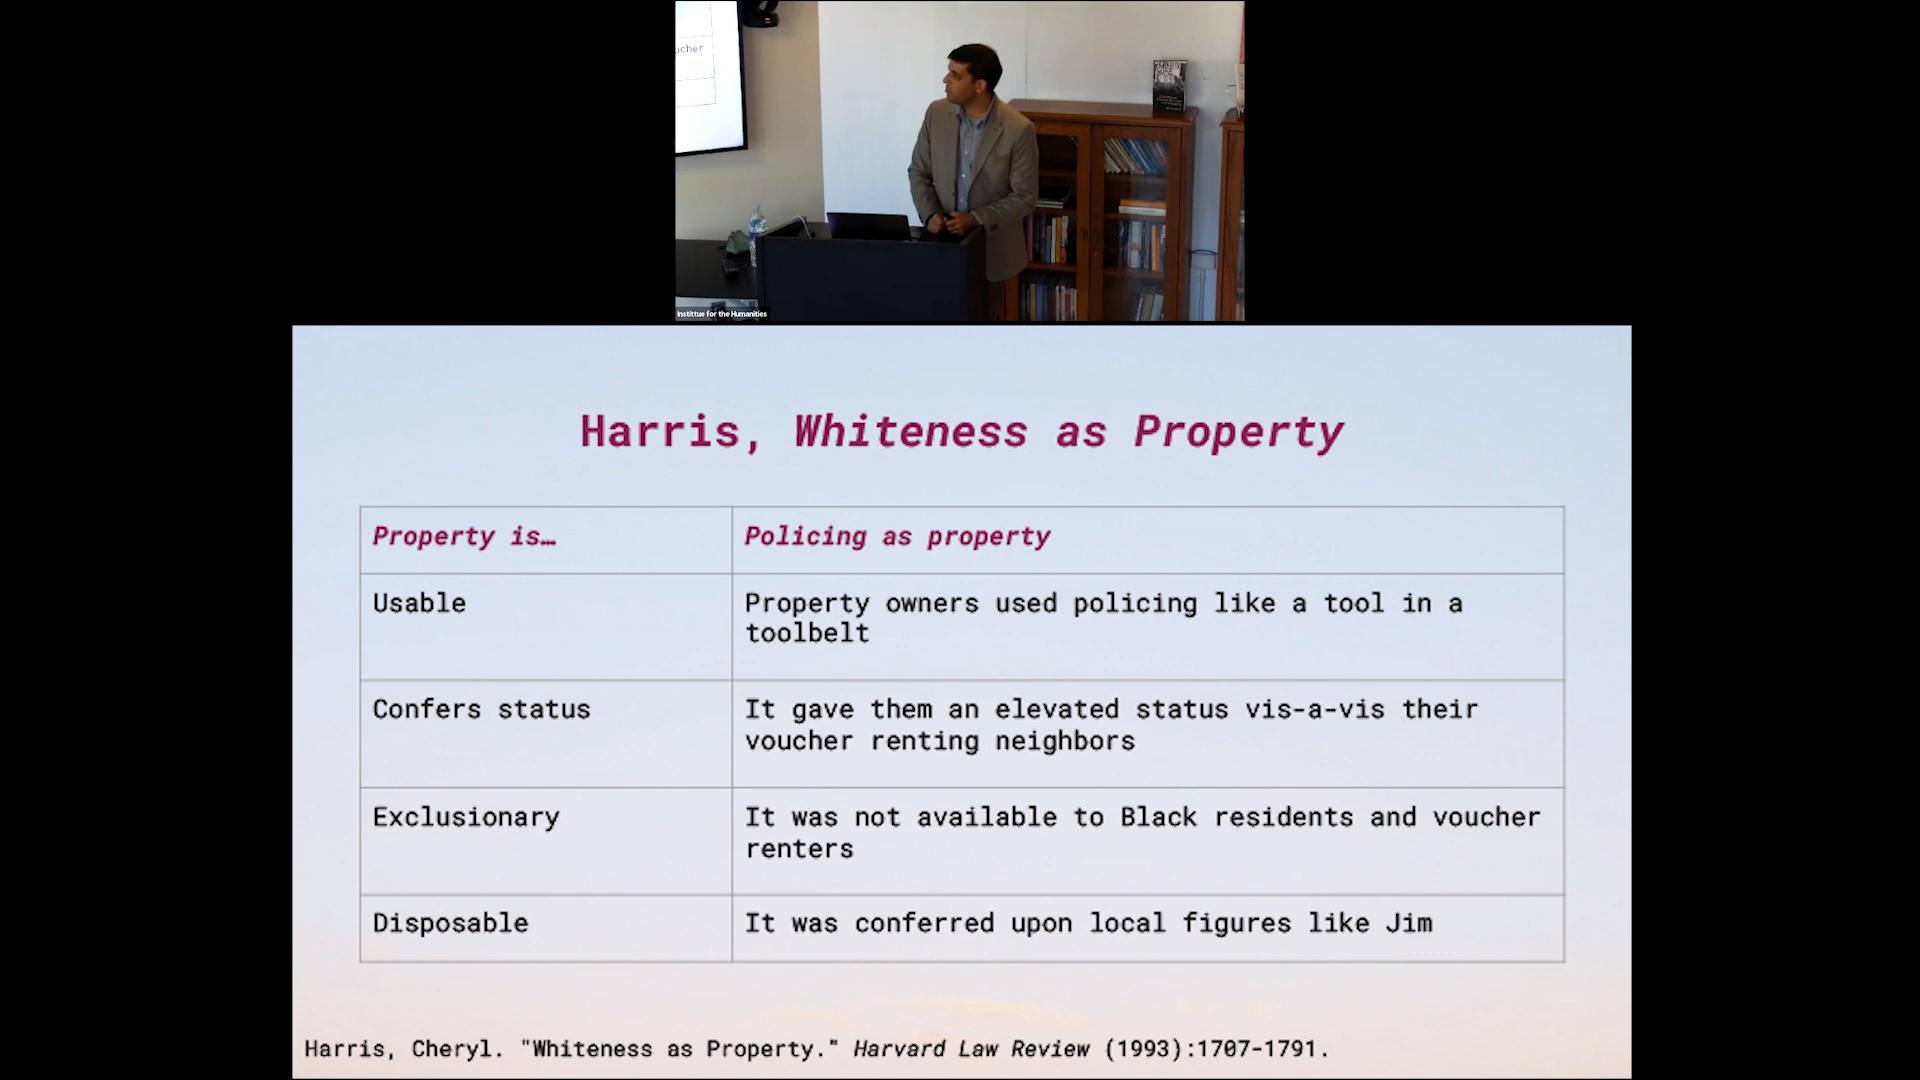 ucher
Instittue for the Humanities
Harris, Whiteness as Property
Property is…
Policing as property
Usable
Property owners used policing like a tool in a
toolbelt
Confers status
It gave them an elevated status vis-a-vis their
voucher renting neighbors
Exclusionary
It was not available to Black residents and voucher
renters
Disposable
It was conferred upon local figures like Jim
Harris, Cheryl. "Whiteness as Property." Harvard Law Review (1993):1707-1791.